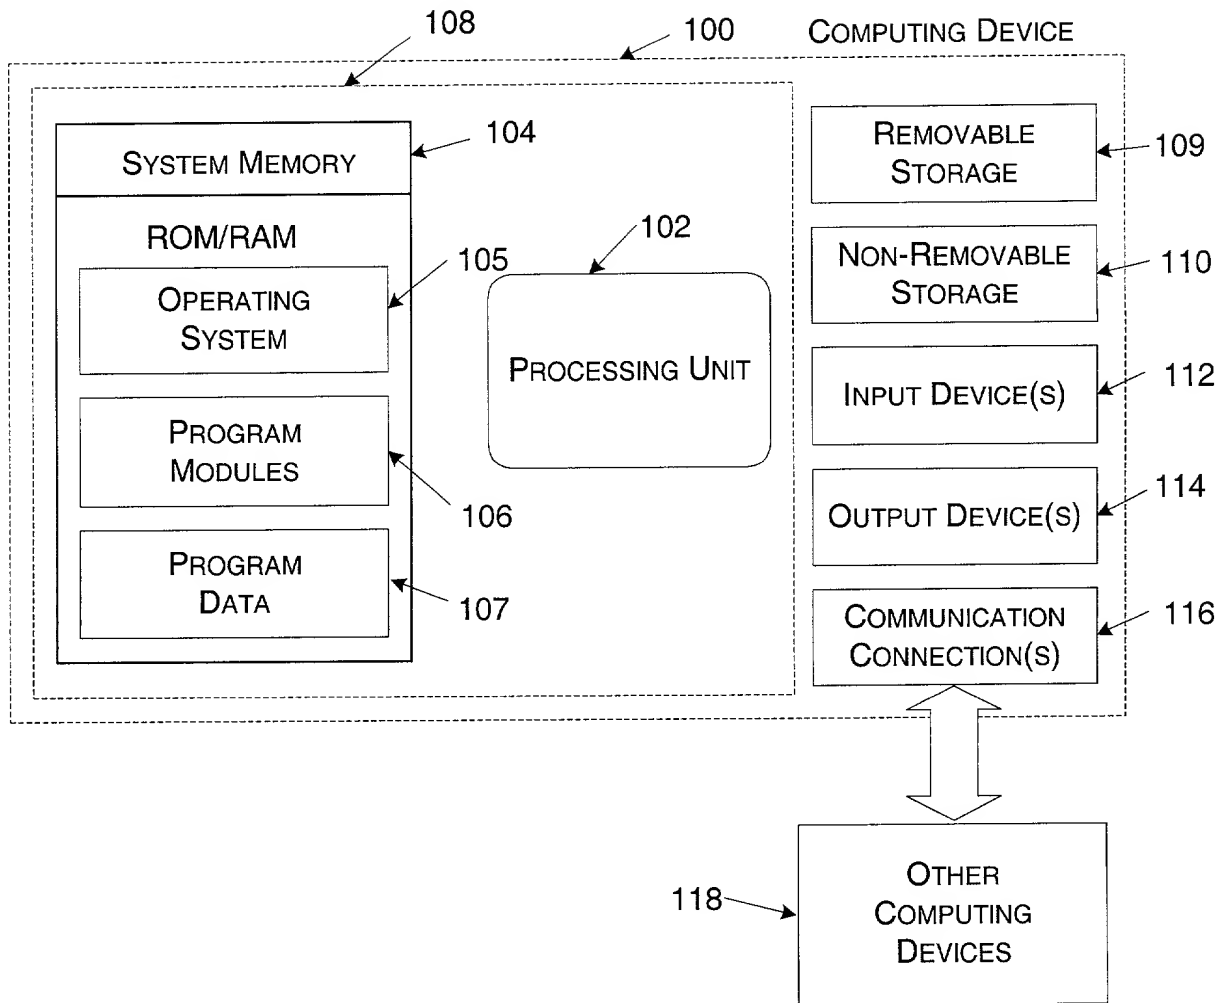 108
100
COMPUTING DEVICE
SYSTEM MEMORY
104
ROM/RAM
OPERATING
SYSTEM
105
PROGRAM
MODULES
106
PROGRAM
DATA
107
102
PROCESSING UNIT
REMOVABLE
STORAGE
109
NON-REMOVABLE
STORAGE
110
INPUT DEVICE(S)
112
OUTPUT DEVICE(S)
114
COMMUNICATION
CONNECTION(S)
116
118
OTHER
COMPUTING
DEVICES